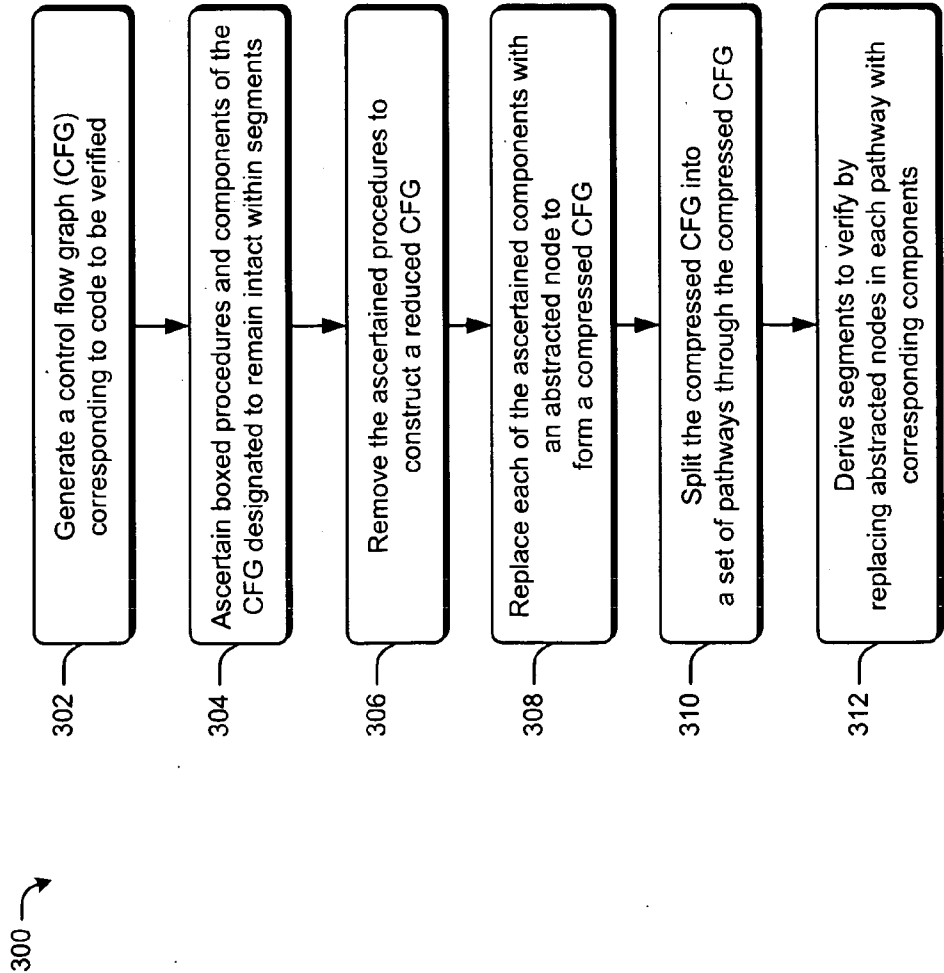 300
302
Generate a control flow graph (CFG)
corresponding to code to be verified
304
Ascertain boxed procedures and components of the
CFG designated to remain intact within segments
306
Remove the ascertained procedures to
construct a reduced CFG
308
Replace each of the ascertained components with
an abstracted node to
form a compressed CFG
310
Split the compressed CFG into
a set of pathways through the compressed CFG
312
Derive segments to verify by
replacing abstracted nodes in each pathway with
corresponding components